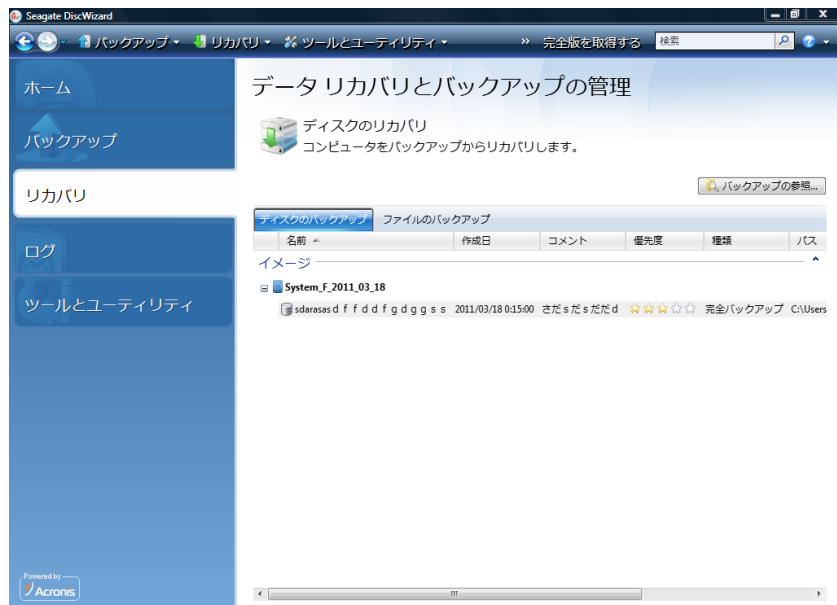 Seagate DiscWizard
バックアップ リカバリ ツールとユーティリティ » 完全版を取得する 検索
ホーム
バックアップ
リカバリ
ログ
ツールとユーティリティ
Powered by
Acronis
データ リカバリとバックアップの管理
ディスクのリカバリ
コンピュータをバックアップからリカバリします。
バックアップの参照...
ディスクのバックアップ ファイルのバックアップ
名前 作成日 コメント 優先度 種類 パス
イメージ
System_F_2011_03_18
sdarasasｄｆｆｄｄｆｇｄｇｇｓｓ 2011/03/18 0:15:00 さだｓだｓだだｄ 完全バックアップ C:\Users